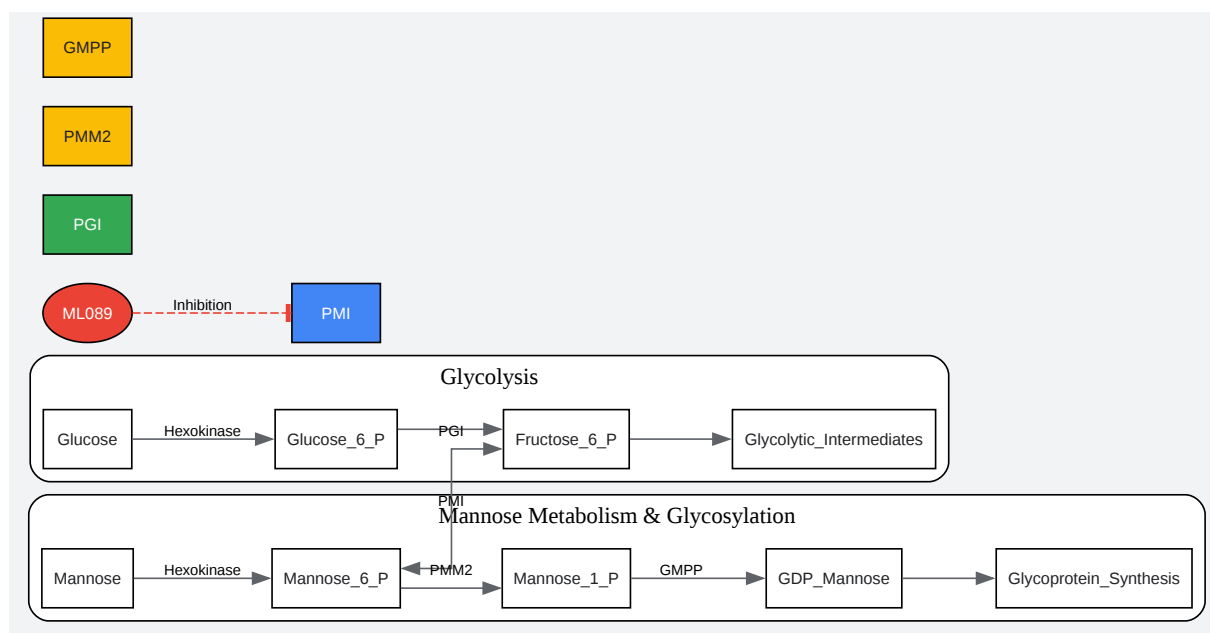 GMPP
PMM2
PGI
ML089
Inhibition
PMI
Glycolysis
Glucose
Hexokinase
Glucose_6_P
PGI
Fructose_6_P
Glycolytic_Intermediates
PMI
Mannose Metabolism & Glycosylation
Mannose
Hexokinase
Mannose_6_P
PMM2
Mannose_1_P
GMPP
GDP_Mannose
Glycoprotein_Synthesis